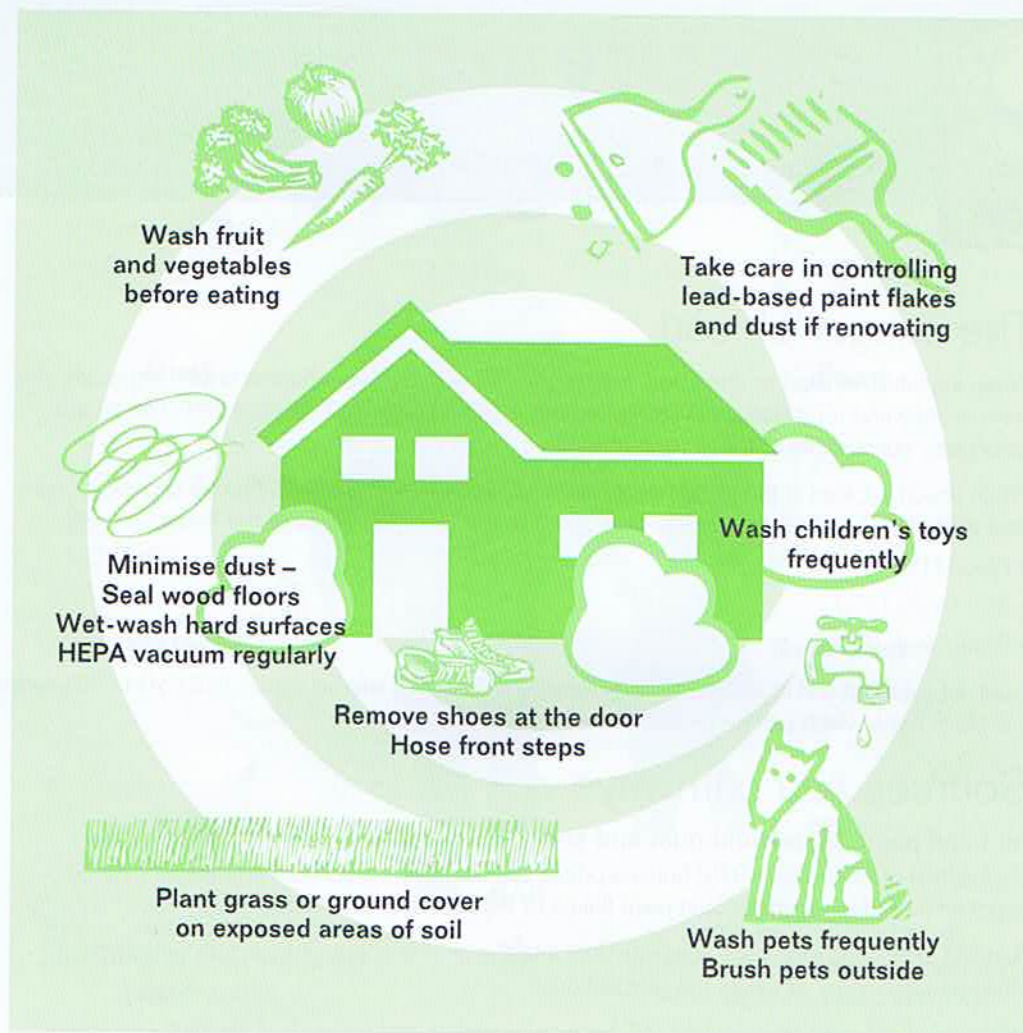 Wash fruit
and vegetables
before eating
Take care in controlling
lead-based paint flakes
and dust if renovating
Wash children's toys
frequently
Minimise dust –
Seal wood floors
Wet-wash hard surfaces
HEPA vacuum regularly
Remove shoes at the door
Hose front steps
Plant grass or ground cover
on exposed areas of soil
Wash pets frequently
Brush pets outside